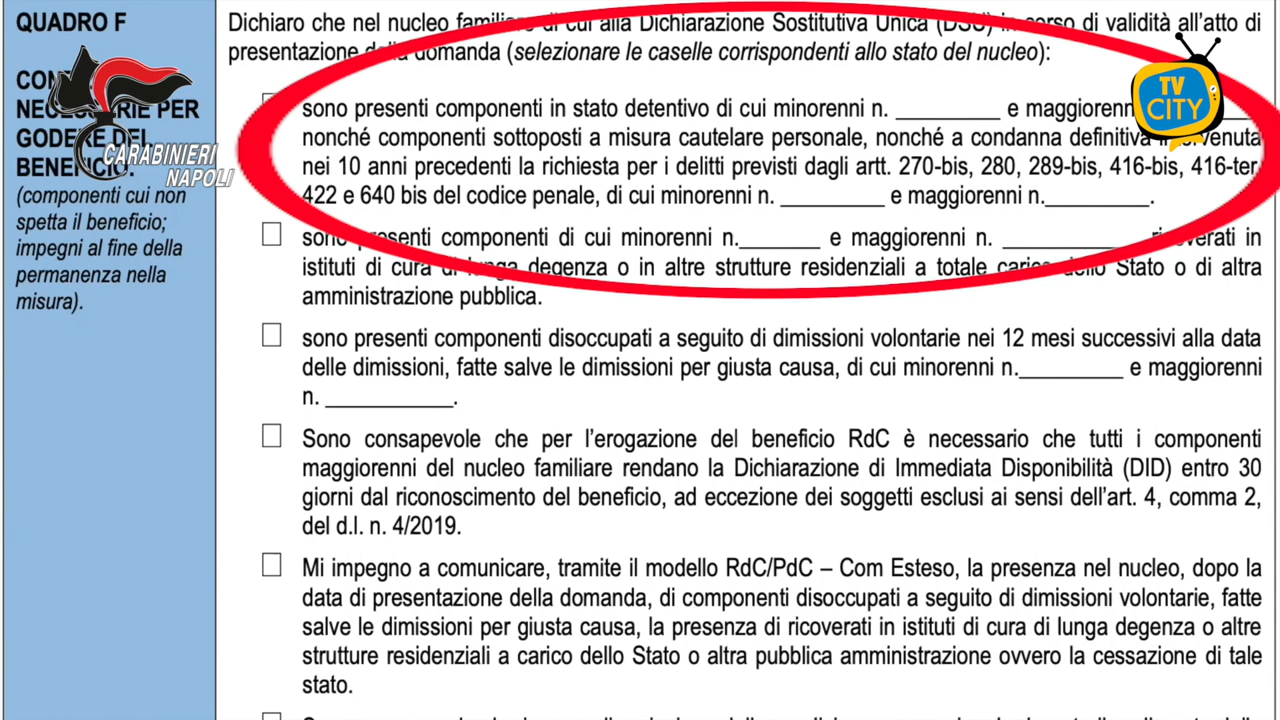 QUADRO F
NECESSARIE PER
GODERE DEL
BENEFICIO.
(componenti cui non
spetta il beneficio;
impegni al fine della
permanenza nella
misura).
CARABINIERI
NAPOLI
TV
CITY
Dichiaro che nel nucleo familiare di cui alla Dichiarazione Sostitutiva Unica (DSU) in corso di validità all’atto di
presentazione della domanda (selezionare le caselle corrispondenti allo stato del nucleo):
sono presenti componenti in stato detentivo di cui minorenni n. _________ e maggiorenni
nonché componenti sottoposti a misura cautelare personale, nonché a condanna definitiva intervenuta
nei 10 anni precedenti la richiesta per i delitti previsti dagli artt. 270-bis, 280, 289-bis, 416-bis, 416-ter,
422 e 640 bis del codice penale, di cui minorenni n. _________ e maggiorenni n._________.
sono presenti componenti di cui minorenni n._______ e maggiorenni n. _____________ ricoverati in
istituti di cura di lunga degenza o in altre strutture residenziali a totale carico dello Stato o di altra
amministrazione pubblica.
sono presenti componenti disoccupati a seguito di dimissioni volontarie nei 12 mesi successivi alla data
delle dimissioni, fatte salve le dimissioni per giusta causa, di cui minorenni n._________ e maggiorenni
n. ___________.
Sono consapevole che per l’erogazione del beneficio RdC è necessario che tutti i componenti
maggiorenni del nucleo familiare rendano la Dichiarazione di Immediata Disponibilità (DID) entro 30
giorni dal riconoscimento del beneficio, ad eccezione dei soggetti esclusi ai sensi dell’art. 4, comma 2,
del d.l. n. 4/2019.
Mi impegno a comunicare, tramite il modello RdC/PdC – Com Esteso, la presenza nel nucleo, dopo la
data di presentazione della domanda, di componenti disoccupati a seguito di dimissioni volontarie, fatte
salve le dimissioni per giusta causa, la presenza di ricoverati in istituti di cura di lunga degenza o altre
strutture residenziali a carico dello Stato o altra pubblica amministrazione ovvero la cessazione di tale
stato.